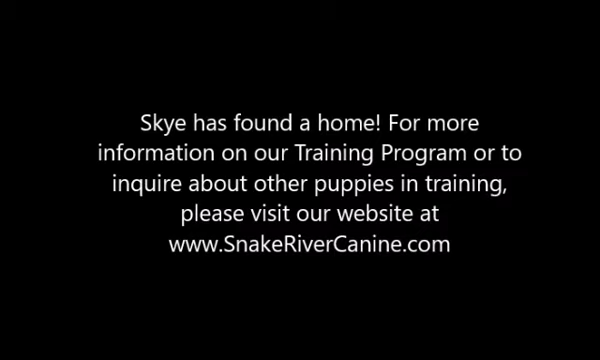 Skye has found a home! For more
information on our Training Program or to
inquire about other puppies in training,
please visit our website at
www.SnakeRiverCanine.com